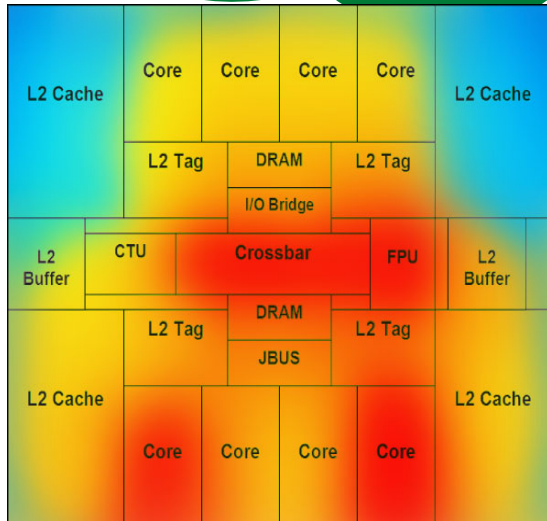 L2 Cache
Core
Core
Core
Core
L2 Cache
L2 Tag
DRAM
L2 Tag
I/O Bridge
L2
Buffer
CTU
Crossbar
FPU
L2
Buffer
L2 Tag
DRAM
L2 Tag
JBUS
L2 Cache
L2 Cache
Core
Core
Core
Core